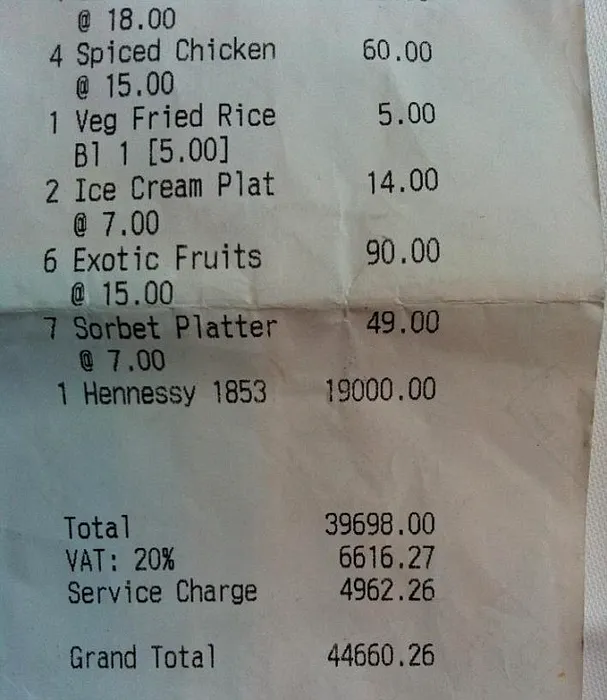 @ 18.00
4 Spiced Chicken 60.00
@ 15.00
1 Veg Fried Rice 5.00
Bl 1 [5.00]
2 Ice Cream Plat 14.00
@ 7.00
6 Exotic Fruits 90.00
@ 15.00
7 Sorbet Platter 49.00
@ 7.00
1 Hennessy 1853 19000.00
Total 39698.00
VAT: 20% 6616.27
Service Charge 4962.26
Grand Total 44660.26